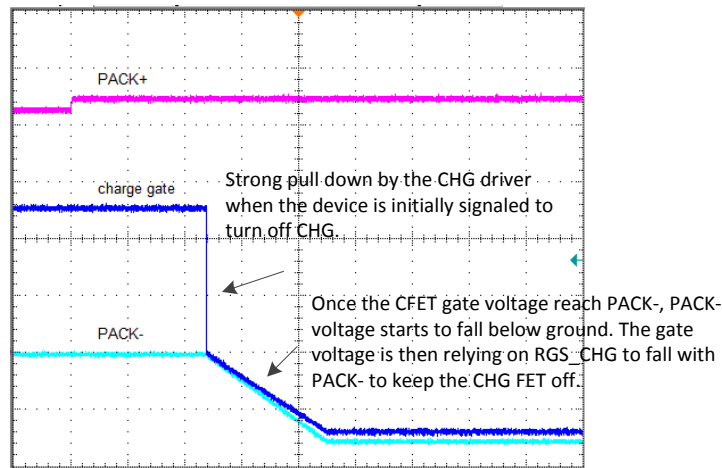 PACK+
charge gate
Strong pull down by the CHG driver
when the device is initially signaled to
turn off CHG.
Once the CFET gate voltage reach PACK-, PACK-
voltage starts to fall below ground. The gate
voltage is then relying on RGS_CHG to fall with
PACK- to keep the CHG FET off.
PACK-